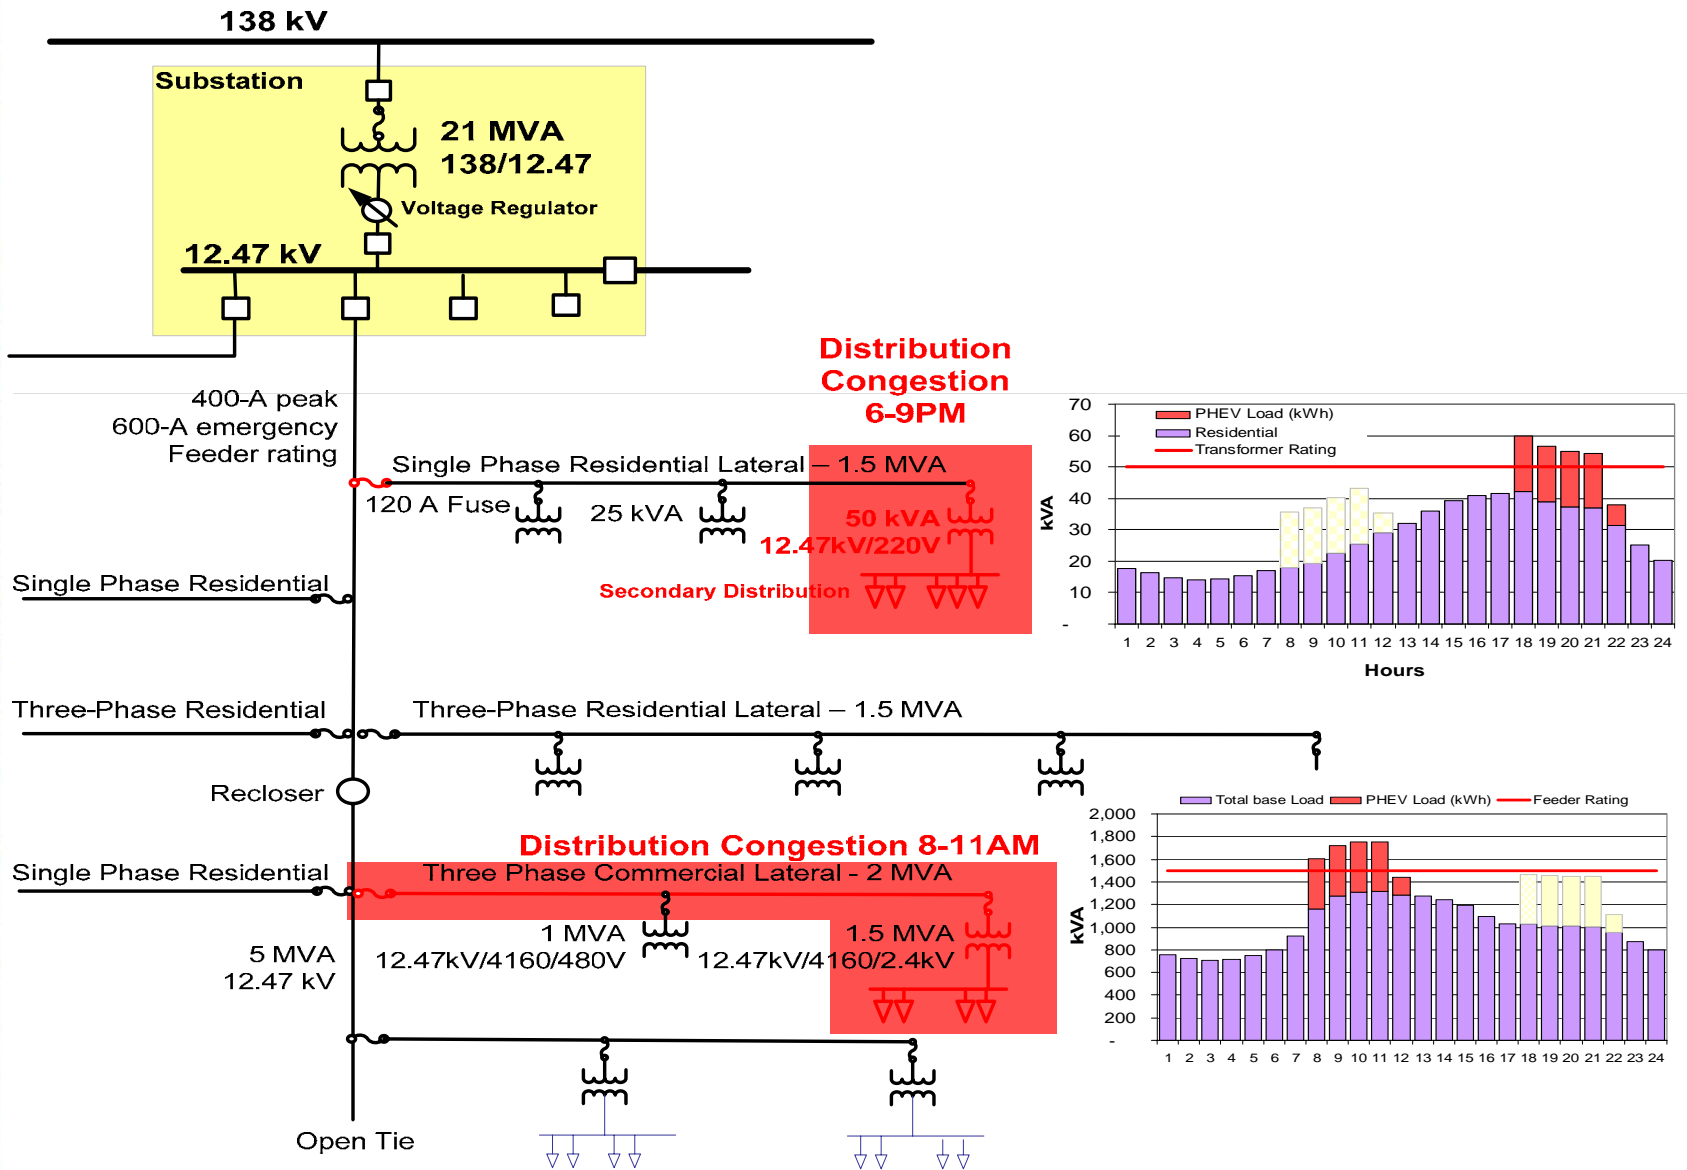 138 kV
Substation
21 MVA
138/12.47
Voltage Regulator
12.47 kV
400-A peak
600-A emergency
Feeder rating
Distribution
Congestion
6-9PM
Single Phase Residential Lateral – 1.5 MVA
120 A Fuse
25 kVA
50 kVA
12.47kV/220V
Secondary Distribution
Single Phase Residential
70
60
50
40
30
20
10
-
kVA
PHEV Load (kWh)
Residential
Transformer Rating
1 2 3 4 5 6 7 8 9 10 11 12 13 14 15 16 17 18 19 20 21 22 23 24
Hours
Three-Phase Residential
Three-Phase Residential Lateral – 1.5 MVA
Recloser
Distribution Congestion 8-11AM
Single Phase Residential
Three Phase Commercial Lateral - 2 MVA
1 MVA
12.47kV/4160/480V
1.5 MVA
12.47kV/4160/2.4kV
5 MVA
12.47 kV
Open Tie
Total base Load PHEV Load (kWh) Feeder Rating
2,000
1,800
1,600
1,400
1,200
1,000
800
600
400
200
-
kVA
1 2 3 4 5 6 7 8 9 10 11 12 13 14 15 16 17 18 19 20 21 22 23 24